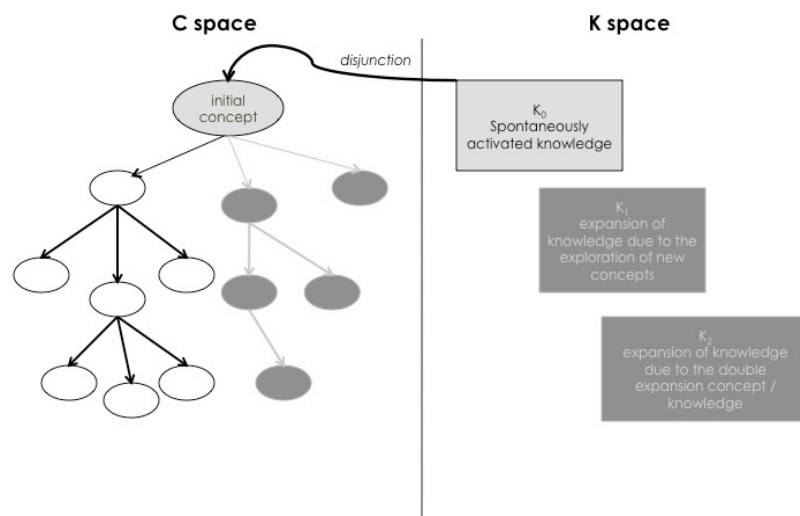 C space
K space
disjunction
initial
concept
K0
Spontaneously
activated knowledge
K1
expansion of
knowledge due to the
exploration of new
concepts
K2
expansion of knowledge
due to the double
expansion concept /
knowledge